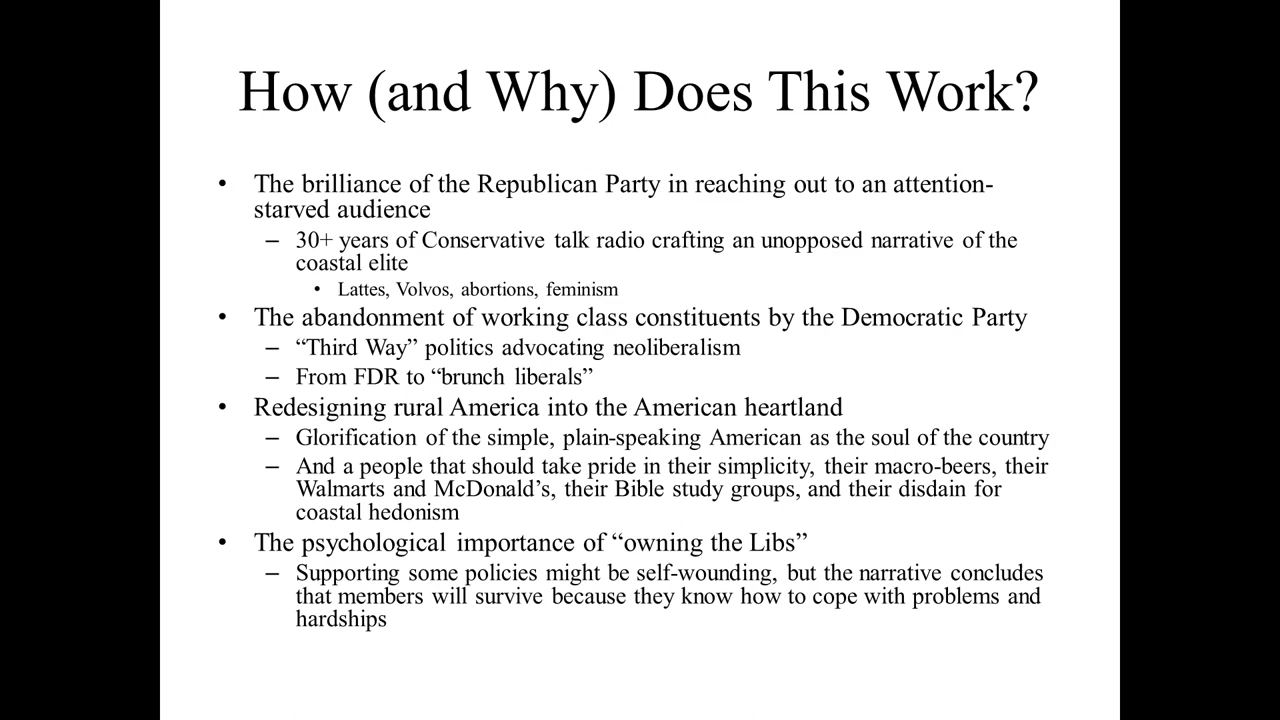 How (and Why) Does This Work?
• The brilliance of the Republican Party in reaching out to an attention-
starved audience
– 30+ years of Conservative talk radio crafting an unopposed narrative of the
coastal elite
• Lattes, Volvos, abortions, feminism
• The abandonment of working class constituents by the Democratic Party
– “Third Way” politics advocating neoliberalism
– From FDR to “brunch liberals”
• Redesigning rural America into the American heartland
– Glorification of the simple, plain-speaking American as the soul of the country
– And a people that should take pride in their simplicity, their macro-beers, their
Walmarts and McDonald’s, their Bible study groups, and their disdain for
coastal hedonism
• The psychological importance of “owning the Libs”
– Supporting some policies might be self-wounding, but the narrative concludes
that members will survive because they know how to cope with problems and
hardships